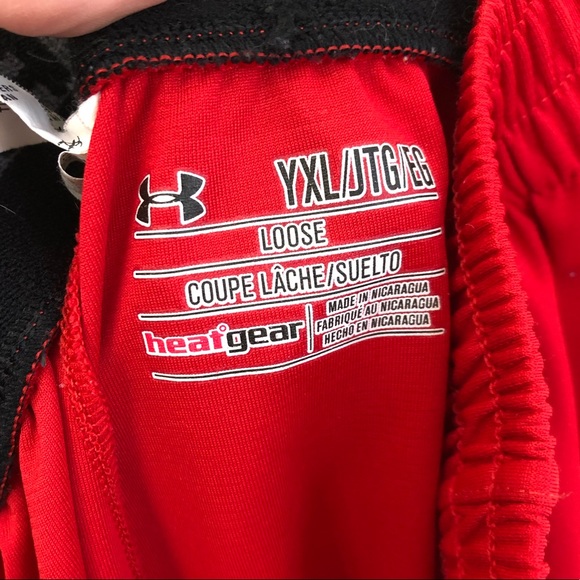 YXL/JTG/EG
LOOSE
COUPE LÂCHE/SUELTO
heatgear
MADE IN NICARAGUA
FABRIQUÉ AU NICARAGUA
HECHO EN NICARAGUA